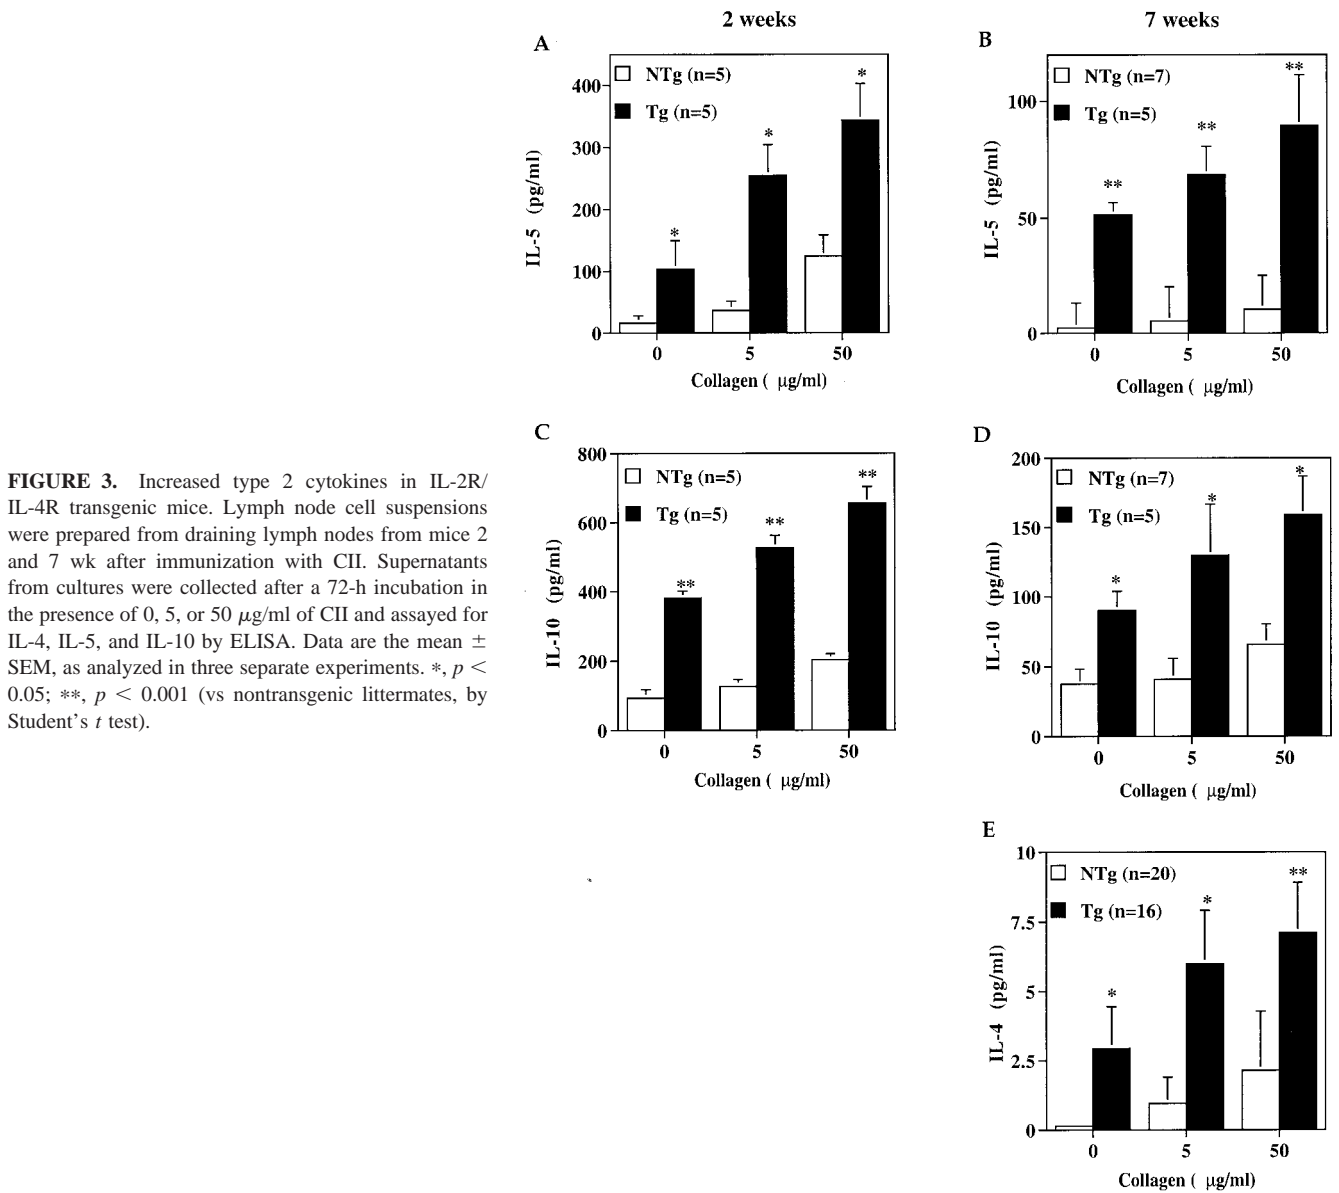 2 weeks
7 weeks
A
NTg (n=5)
Tg (n=5)
*
*
*
400
300
200
100
0
IL-5 (pg/ml)
0 5 50
Collagen ( μg/ml)
B
NTg (n=7)
Tg (n=5)
**
**
**
100
50
0
IL-5 (pg/ml)
0 5 50
Collagen ( μg/ml)
FIGURE 3. Increased type 2 cytokines in IL-2R/
IL-4R transgenic mice. Lymph node cell suspensions
were prepared from draining lymph nodes from mice 2
and 7 wk after immunization with CII. Supernatants
from cultures were collected after a 72-h incubation in
the presence of 0, 5, or 50 μg/ml of CII and assayed for
IL-4, IL-5, and IL-10 by ELISA. Data are the mean ±
SEM, as analyzed in three separate experiments. *, p <
0.05; **, p < 0.001 (vs nontransgenic littermates, by
Student's t test).
C
NTg (n=5)
Tg (n=5)
**
**
**
800
600
400
200
0
IL-10 (pg/ml)
0 5 50
Collagen ( μg/ml)
D
NTg (n=7)
Tg (n=5)
*
*
*
200
150
100
50
0
IL-10 (pg/ml)
0 5 50
Collagen ( μg/ml)
E
NTg (n=20)
Tg (n=16)
*
*
**
10
7.5
5
2.5
0
IL-4 (pg/ml)
0 5 50
Collagen ( μg/ml)